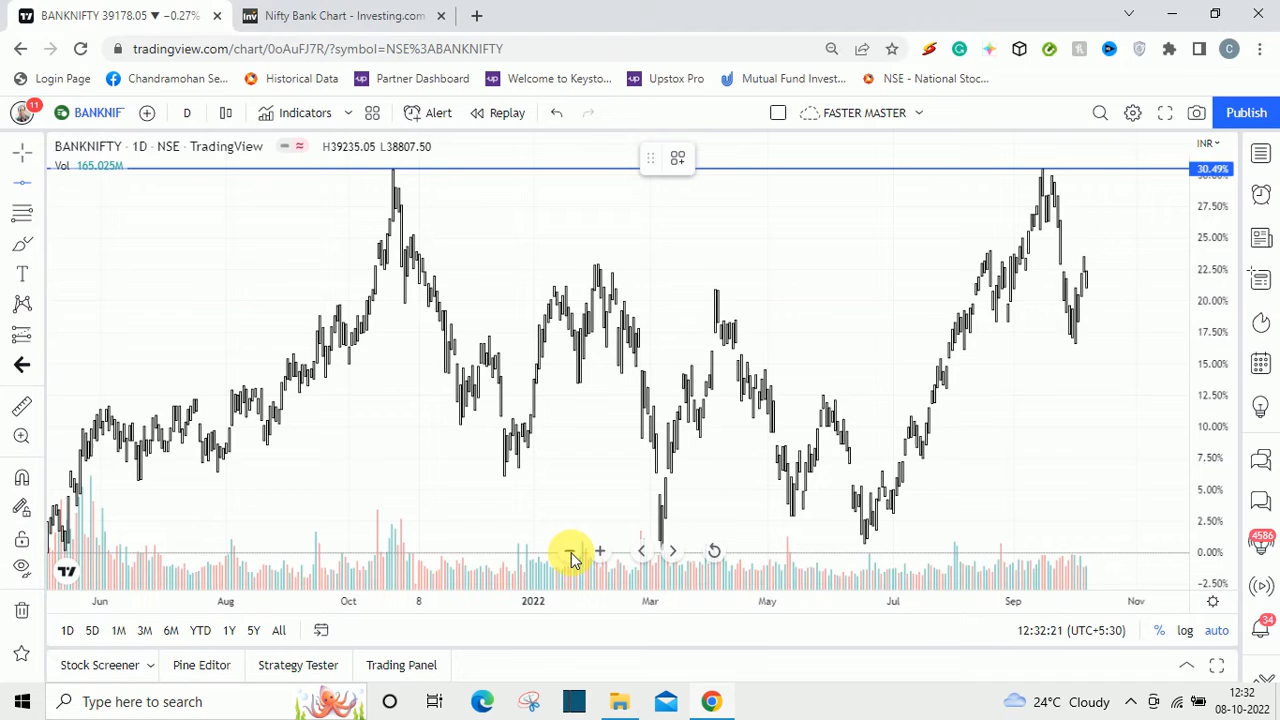 BANKNIFTY 39178.05 ▼ −0.27%
Nifty Bank Chart - Investing.com
tradingview.com/chart/0oAuFJ7R/?symbol=NSE%3ABANKNIFTY
C
Login Page
Chandramohan Se...
Historical Data
Partner Dashboard
Welcome to Keysto...
Upstox Pro
Mutual Fund Invest...
NSE - National Stoc...
11
BANKNIF
D
Indicators
Alert
Replay
FASTER MASTER
Publish
BANKNIFTY · 1D · NSE · TradingView
H39235.05 L38807.50
INR
Vol 165.025M
30.49%
27.50%
25.00%
22.50%
20.00%
17.50%
15.00%
12.50%
10.00%
7.50%
5.00%
2.50%
0.00%
−2.50%
4586
34
Jun
Aug
Oct
8
2022
Mar
May
Jul
Sep
Nov
1D
5D
1M
3M
6M
YTD
1Y
5Y
All
12:32:21 (UTC+5:30)
%
log
auto
Stock Screener
Pine Editor
Strategy Tester
Trading Panel
Type here to search
24°C Cloudy
12:32
08-10-2022